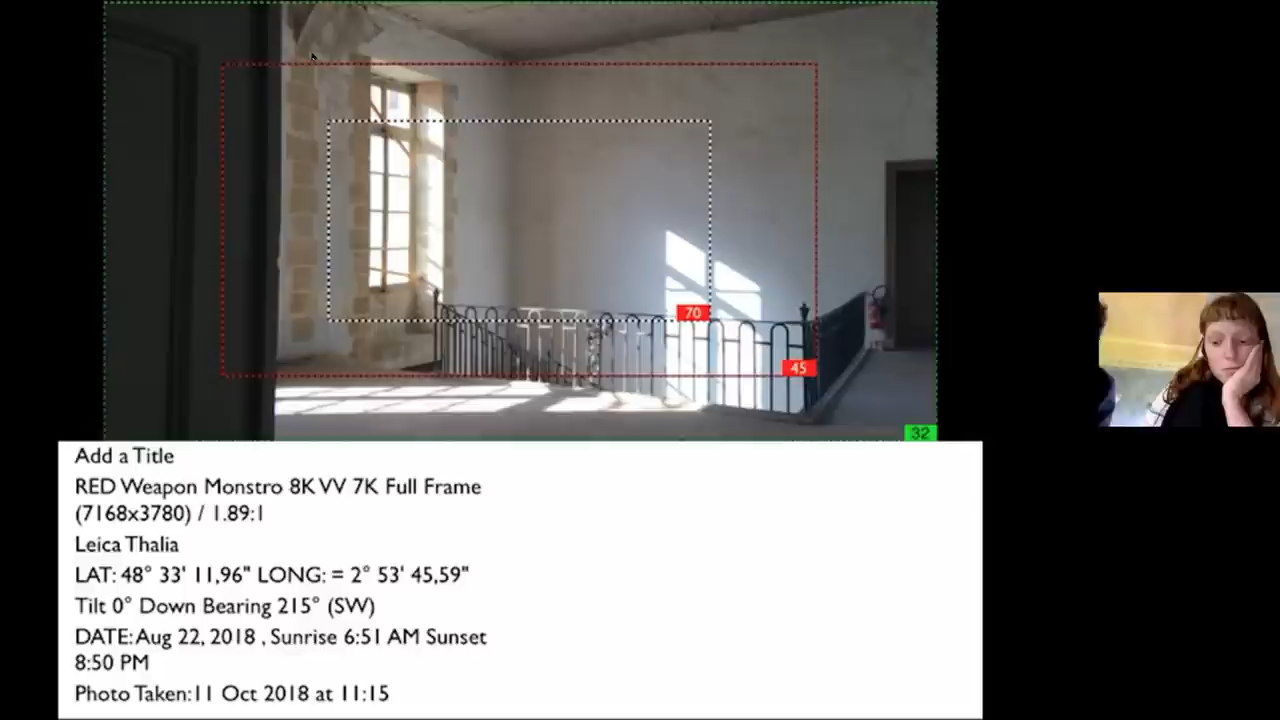 70
45
32
Add a Title
RED Weapon Monstro 8K VV 7K Full Frame
(7168x3780) / 1.89:1
Leica Thalia
LAT: 48° 33' 11,96" LONG: = 2° 53' 45,59"
Tilt 0° Down Bearing 215° (SW)
DATE: Aug 22, 2018 , Sunrise 6:51 AM Sunset
8:50 PM
Photo Taken:11 Oct 2018 at 11:15